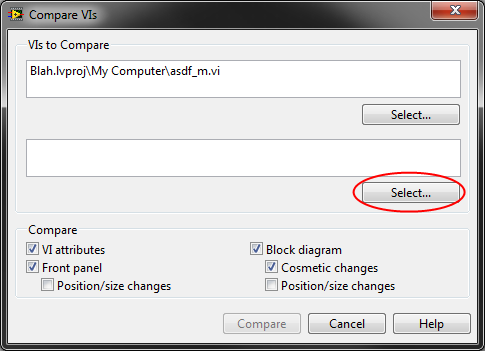 Compare VIs
VIs to Compare
Blah.lvproj\My Computer\asdf_m.vi
Select...
Select...
Compare
VI attributes
Block diagram
Front panel
Cosmetic changes
Position/size changes
Position/size changes
Compare
Cancel
Help